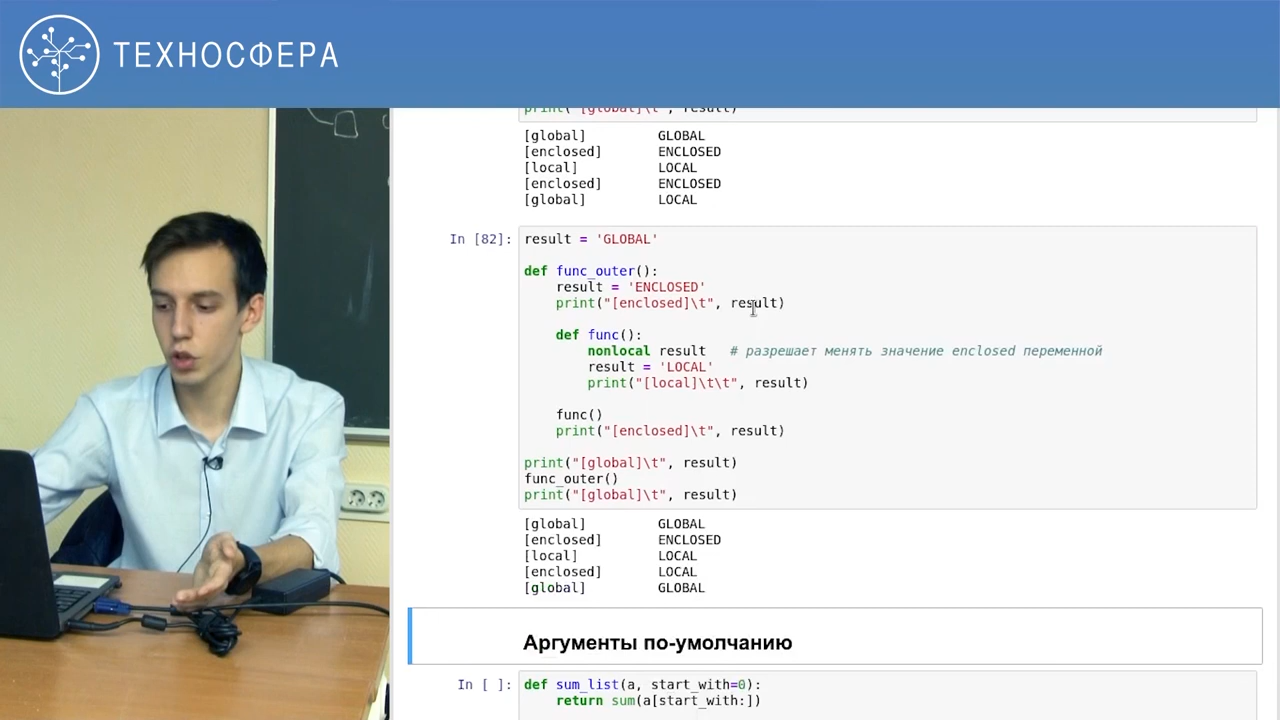 ТЕХНОСФЕРА
print("[global]\t", result)
[global] GLOBAL
[enclosed] ENCLOSED
[local] LOCAL
[enclosed] ENCLOSED
[global] LOCAL
In [82]: result = 'GLOBAL'
def func_outer():
result = 'ENCLOSED'
print("[enclosed]\t", result)
def func():
nonlocal result # разрешает менять значение enclosed переменной
result = 'LOCAL'
print("[local]\t\t", result)
func()
print("[enclosed]\t", result)
print("[global]\t", result)
func_outer()
print("[global]\t", result)
[global] GLOBAL
[enclosed] ENCLOSED
[local] LOCAL
[enclosed] LOCAL
[global] GLOBAL
Аргументы по-умолчанию
In [ ]: def sum_list(a, start_with=0):
return sum(a[start_with:])